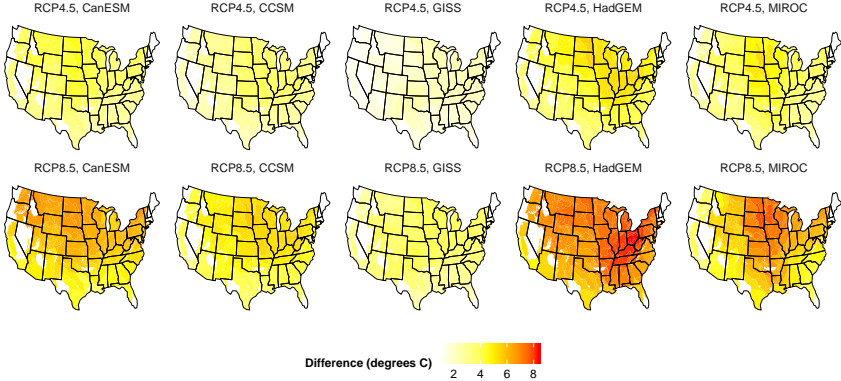 RCP4.5, CanESM
RCP4.5, CCSM
RCP4.5, GISS
RCP4.5, HadGEM
RCP4.5, MIROC
RCP8.5, CanESM
RCP8.5, CCSM
RCP8.5, GISS
RCP8.5, HadGEM
RCP8.5, MIROC
Difference (degrees C)
2 4 6 8